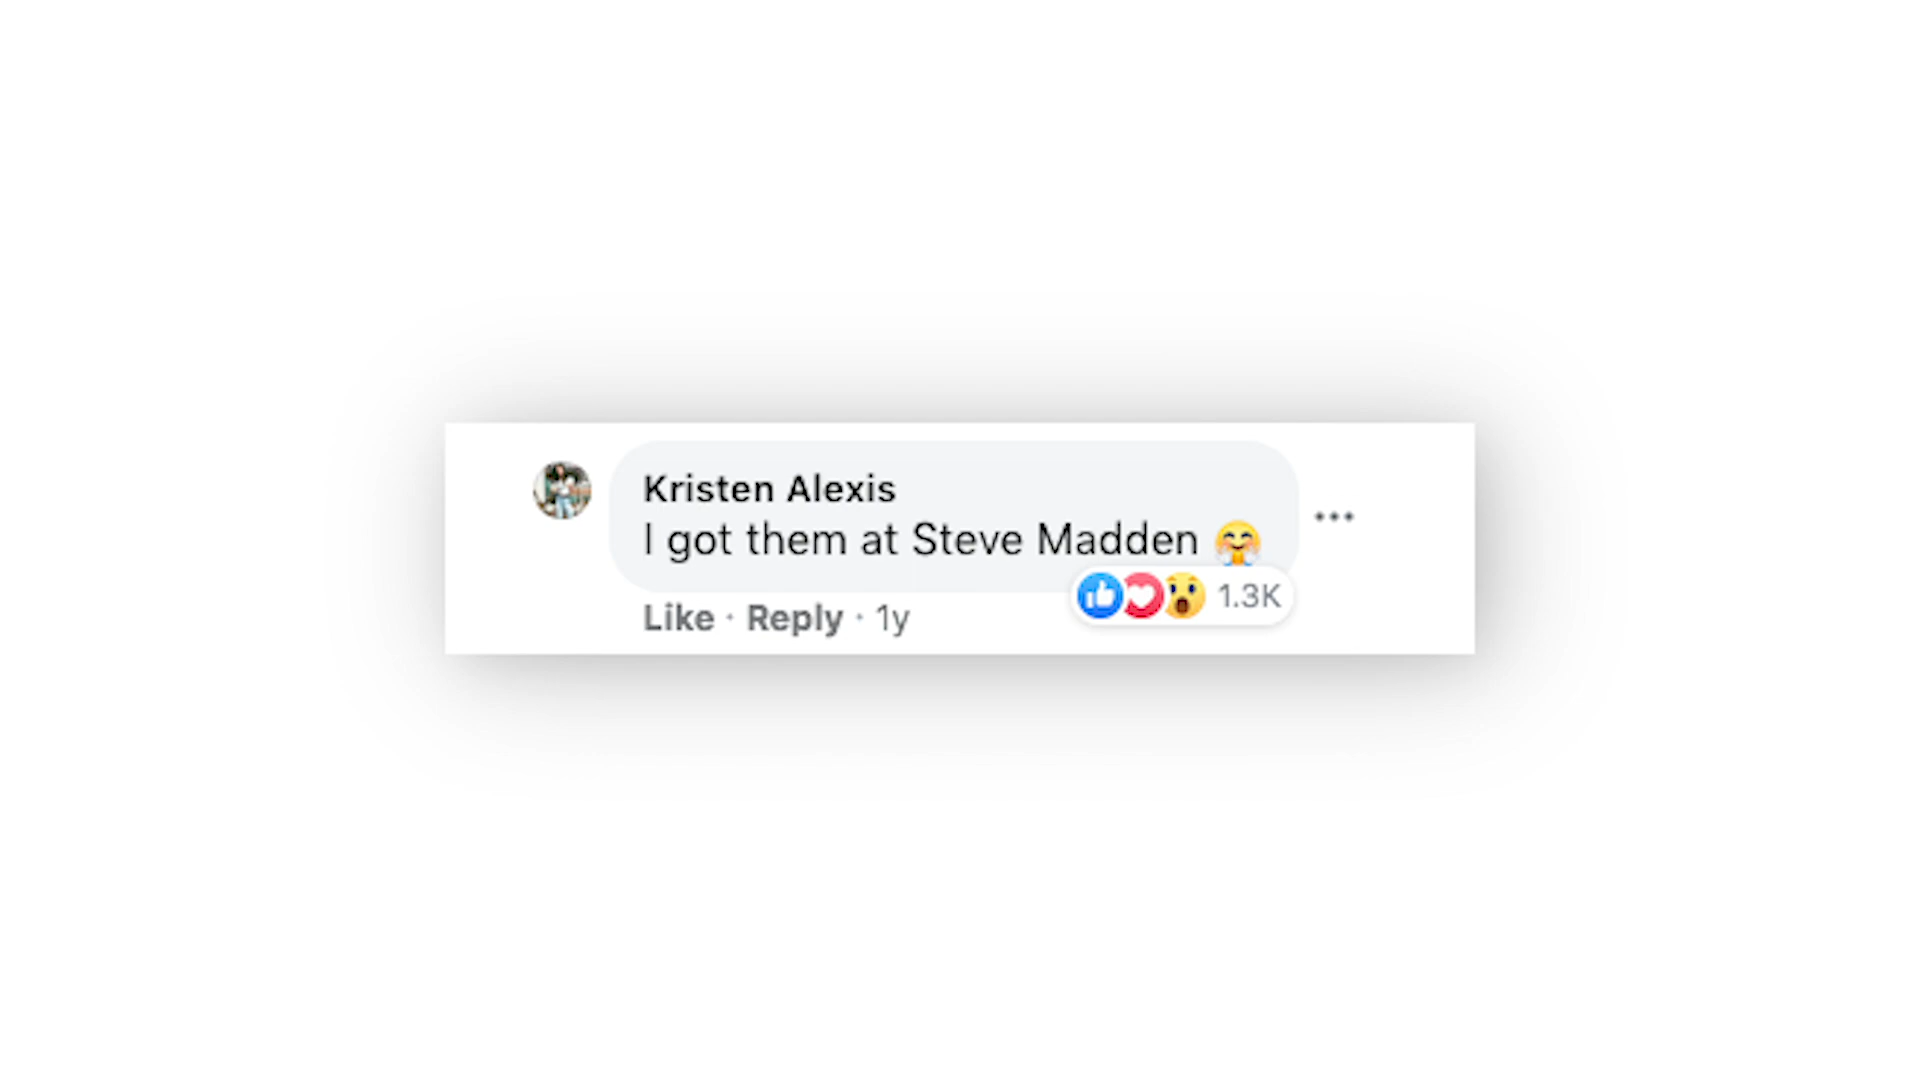 Kristen Alexis
I got them at Steve Madden 🤗
Like · Reply · 1y
1.3K